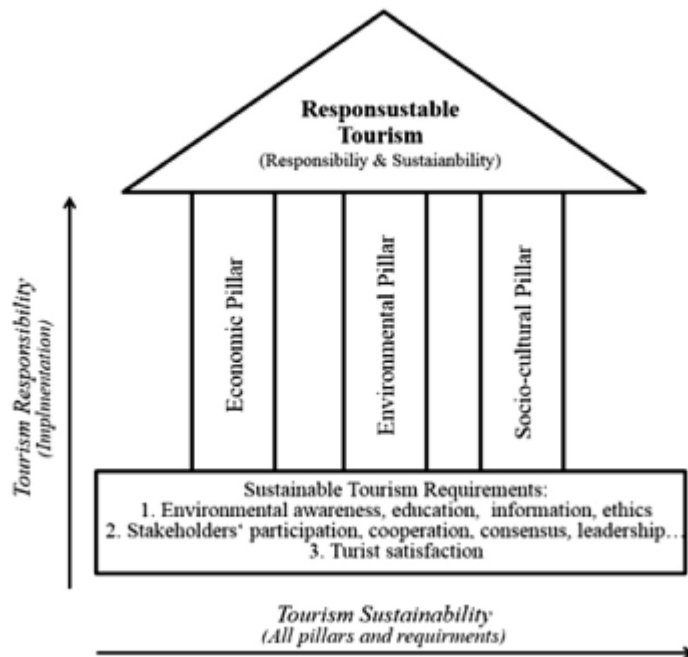 Responsustable
Tourism
(Responsibiliy & Sustaianbility)
Economic Pillar
Environmental Pillar
Socio-cultural Pillar
Tourism Responsibility
(Implmentation)
Sustainable Tourism Requirements:
1. Environmental awareness, education, information, ethics
2. Stakeholders‘ participation, cooperation, consensus, leadership…
3. Turist satisfaction
Tourism Sustainability
(All pillars and requirments)